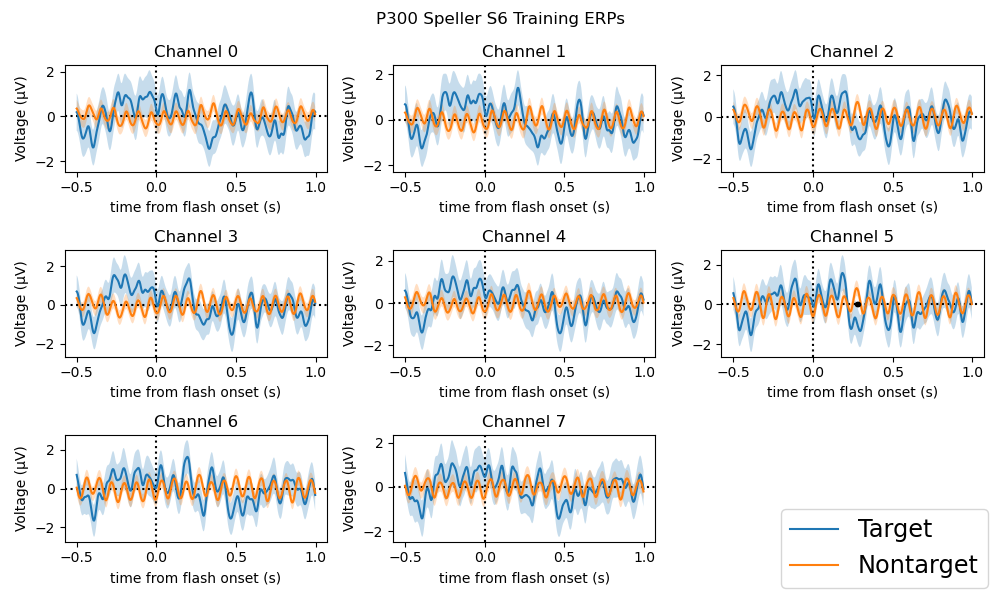 P300 Speller S6 Training ERPs
Channel 0
Channel 1
Channel 2
Voltage (μV)
2
0
−2
−0.5
0.0
0.5
1.0
time from flash onset (s)
Voltage (μV)
2
0
−2
−0.5
0.0
0.5
1.0
time from flash onset (s)
Voltage (μV)
2
0
−2
−0.5
0.0
0.5
1.0
time from flash onset (s)
Channel 3
Channel 4
Channel 5
Voltage (μV)
2
0
−2
−0.5
0.0
0.5
1.0
time from flash onset (s)
Voltage (μV)
2
0
−2
−0.5
0.0
0.5
1.0
time from flash onset (s)
Voltage (μV)
2
0
−2
−0.5
0.0
0.5
1.0
time from flash onset (s)
Channel 6
Channel 7
Voltage (μV)
2
0
−2
−0.5
0.0
0.5
1.0
time from flash onset (s)
Voltage (μV)
2
0
−2
−0.5
0.0
0.5
1.0
time from flash onset (s)
Target
Nontarget